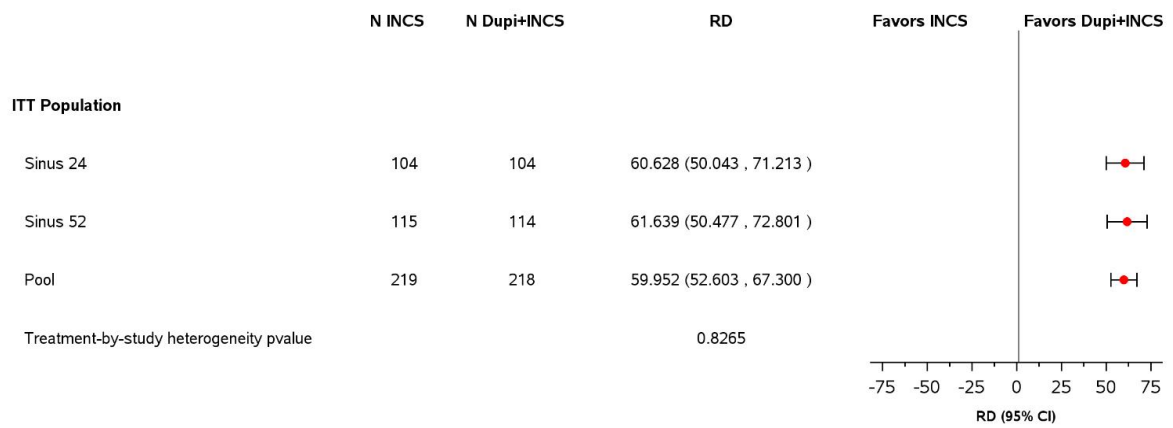 N INCS N Dupi+INCS RD Favors INCS Favors Dupi+INCS
ITT Population
Sinus 24 104 104 60.628 (50.043 , 71.213 )
Sinus 52 115 114 61.639 (50.477 , 72.801 )
Pool 219 218 59.952 (52.603 , 67.300 )
Treatment-by-study heterogeneity pvalue 0.8265
-75 -50 -25 0 25 50 75
RD (95% CI)